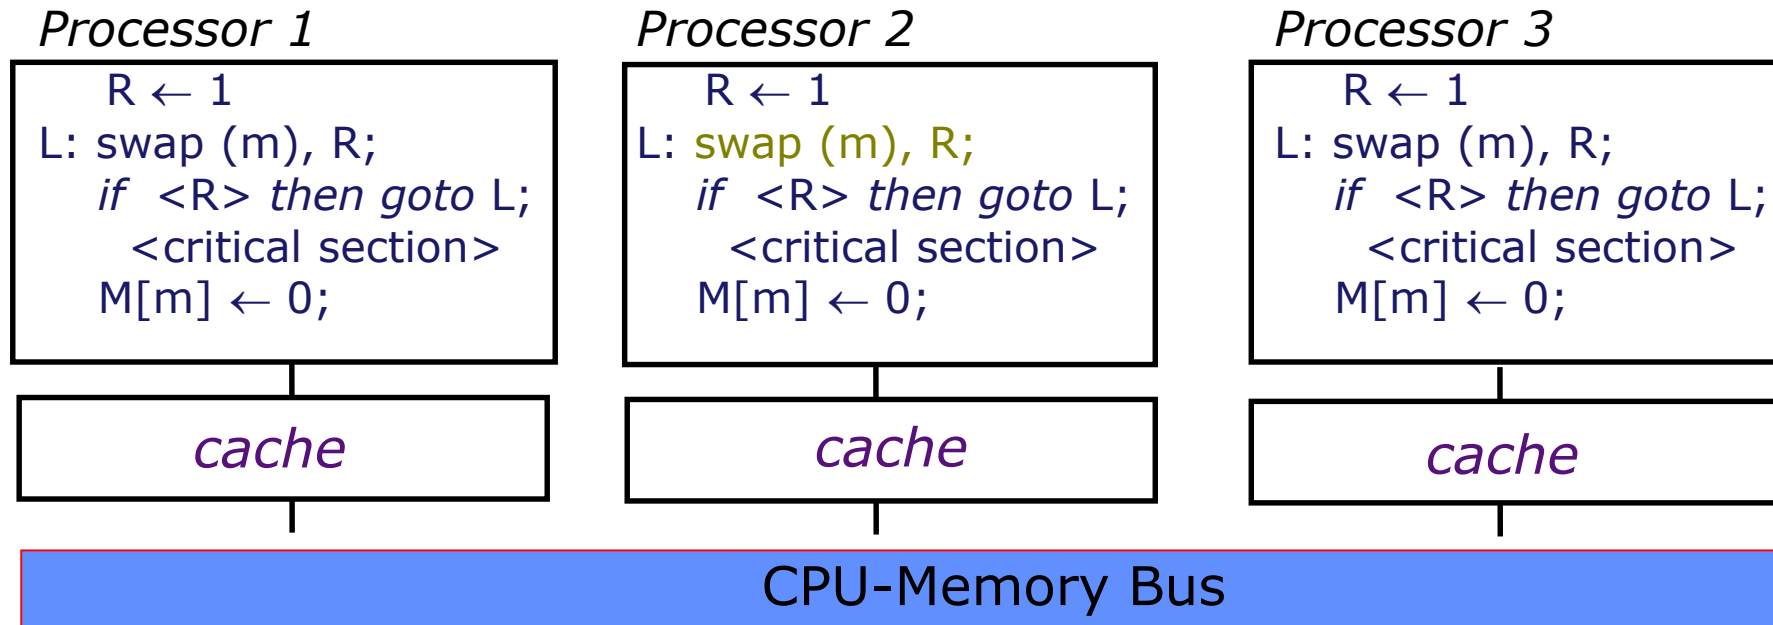 Processor 1
R ← 1
L: swap (m), R;
if <R> then goto L;
<critical section>
M[m] ← 0;
cache
Processor 2
R ← 1
L: swap (m), R;
if <R> then goto L;
<critical section>
M[m] ← 0;
cache
Processor 3
R ← 1
L: swap (m), R;
if <R> then goto L;
<critical section>
M[m] ← 0;
cache
CPU-Memory Bus